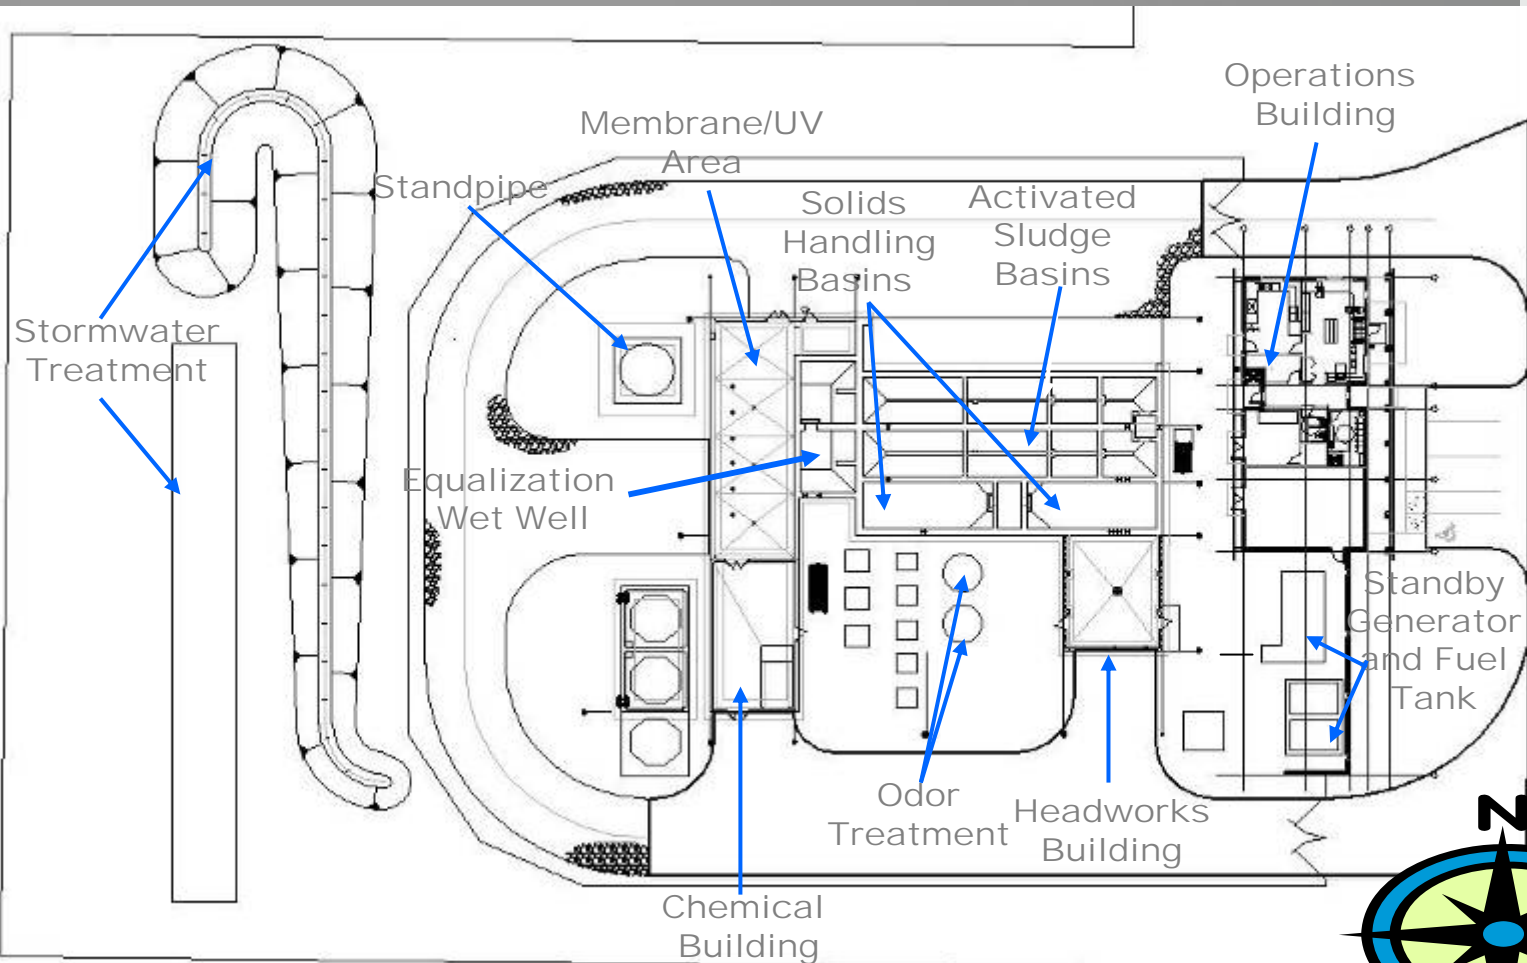 Operations
Building
Membrane/UV
Area
Standpipe
Solids
Handling
Basins
Activated
Sludge
Basins
Stormwater
Treatment
Equalization
Wet Well
Standby
Generator
and Fuel
Tank
Odor
Treatment
Headworks
Building
Chemical
Building
N